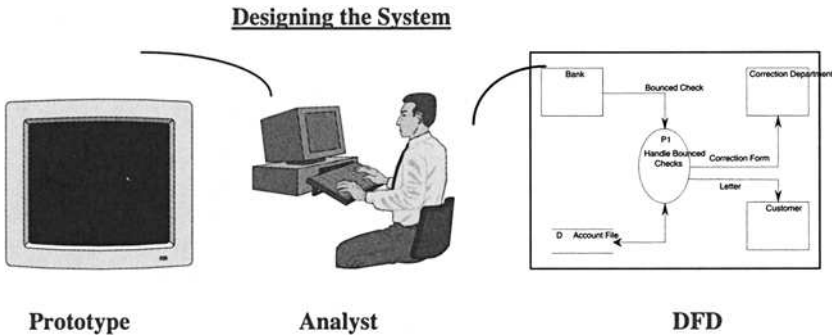 Designing the System
Bank
Correction Department
Bounced Check
P1
Handle Bounced
Checks
Correction Form
Letter
Customer
D Account File
Prototype
Analyst
DFD